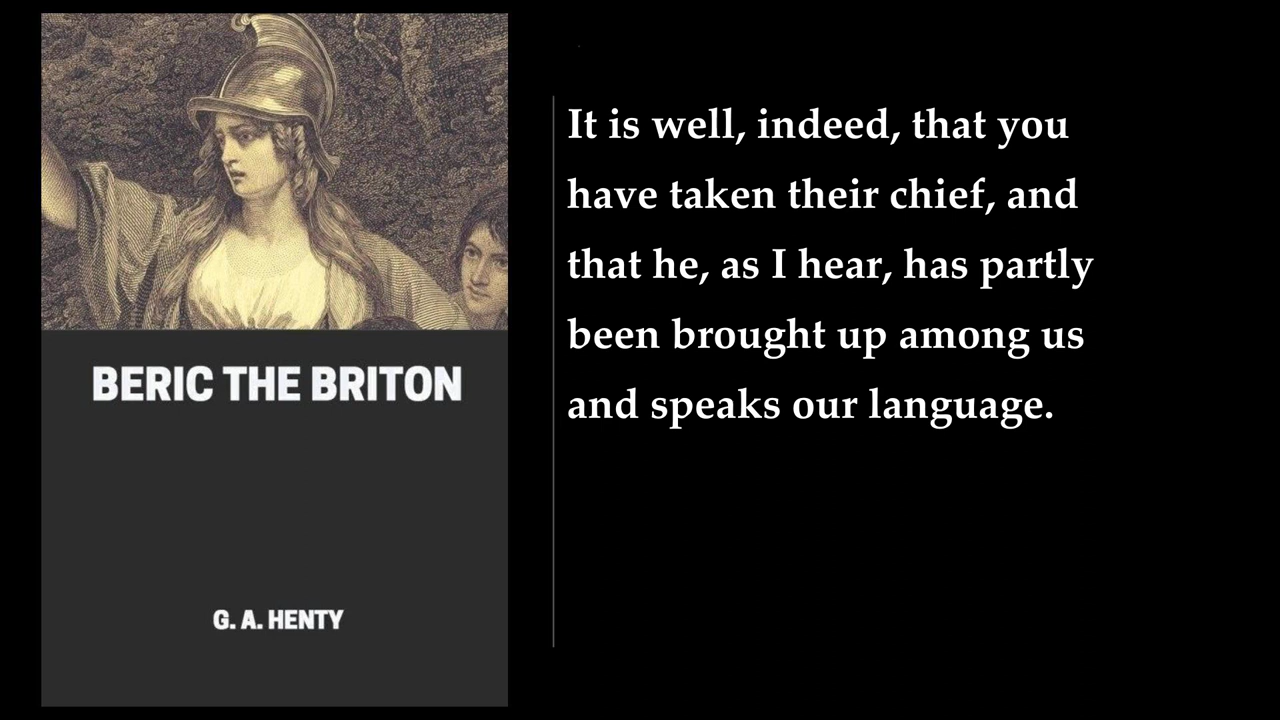 BERIC THE BRITON
G. A. HENTY
It is well, indeed, that you
have taken their chief, and
that he, as I hear, has partly
been brought up among us
and speaks our language.